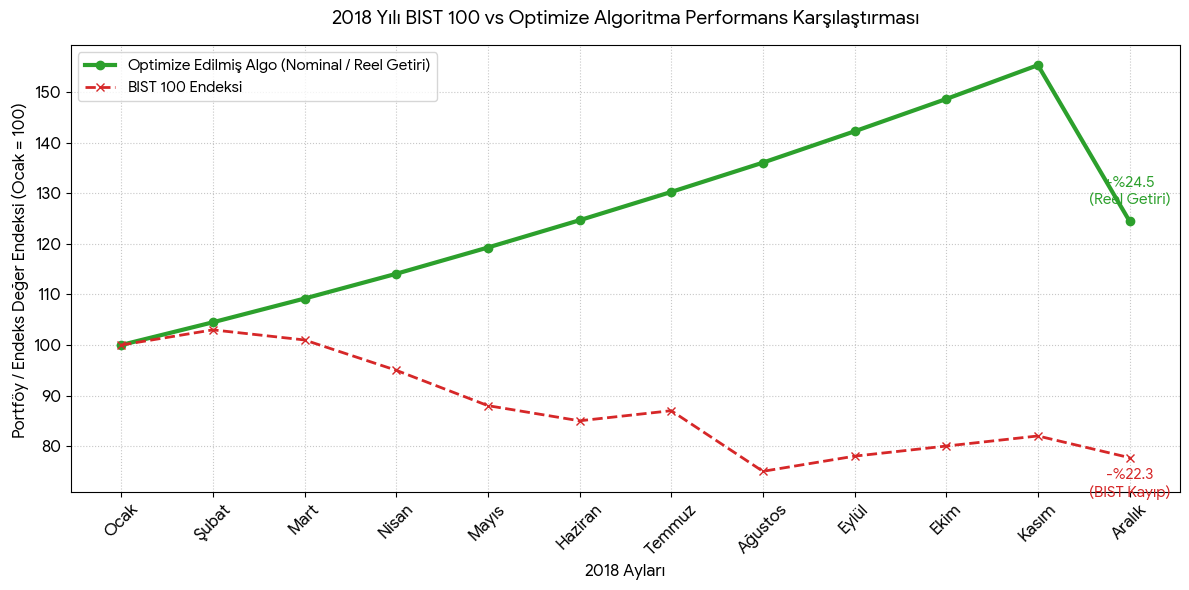 2018 Yılı BIST 100 vs Optimize Algoritma Performans Karşılaştırması
Optimize Edilmiş Algo (Nominal / Reel Getiri)
BIST 100 Endeksi
Portföy / Endeks Değer Endeksi (Ocak = 100)
150
140
130
120
110
100
90
80
+%24.5
(Reel Getiri)
-%22.3
(BIST Kayıp)
Ocak
Şubat
Mart
Nisan
Mayıs
Haziran
Temmuz
Ağustos
Eylül
Ekim
Kasım
Aralık
2018 Ayları